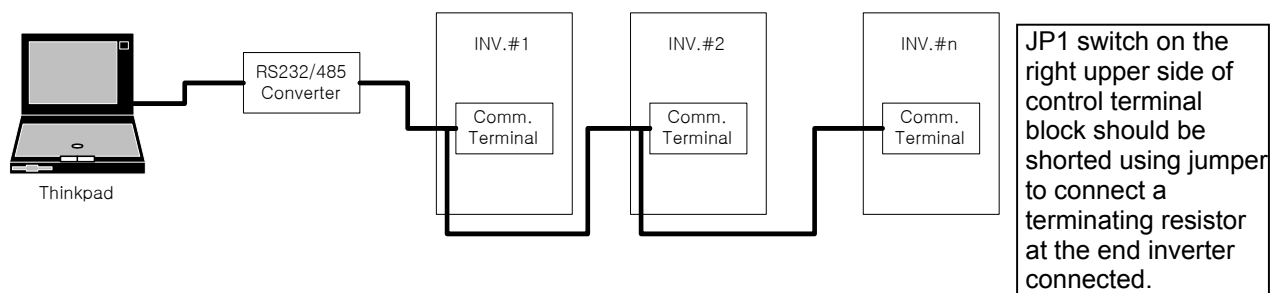 Thinkpad
RS232/485
Converter
INV.#1
Comm.
Terminal
INV.#2
Comm.
Terminal
INV.#n
Comm.
Terminal
JP1 switch on the
right upper side of
control terminal
block should be
shorted using jumper
to connect a
terminating resistor
at the end inverter
connected.